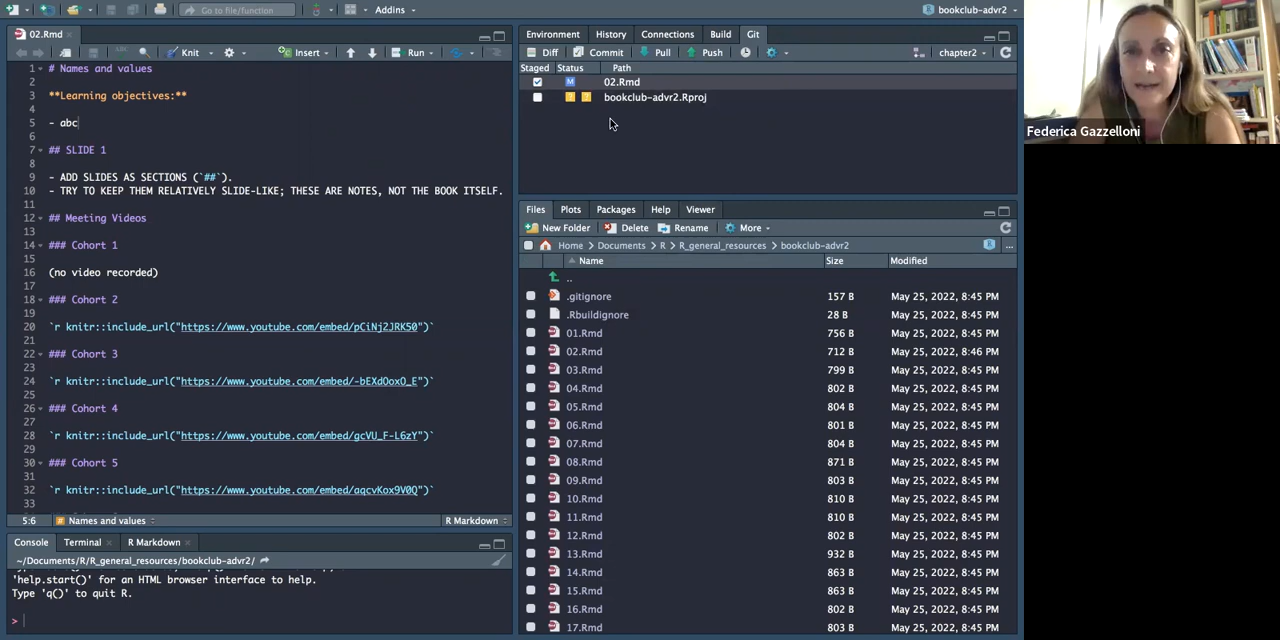 Go to file/function
Addins
bookclub-advr2
02.Rmd
Knit
Insert
Run
1 # Names and values
2
3 **Learning objectives:**
4
5 - abc
6
7 ## SLIDE 1
8
9 - ADD SLIDES AS SECTIONS (`##`).
10 - TRY TO KEEP THEM RELATIVELY SLIDE-LIKE; THESE ARE NOTES, NOT THE BOOK ITSELF.
11
12 ## Meeting Videos
13
14 ### Cohort 1
15
16 (no video recorded)
17
18 ### Cohort 2
19
20 `r knitr::include_url("https://www.youtube.com/embed/pCiNj2JRK50")`
21
22 ### Cohort 3
23
24 `r knitr::include_url("https://www.youtube.com/embed/-bEXdOoxO_E")`
25
26 ### Cohort 4
27
28 `r knitr::include_url("https://www.youtube.com/embed/gcVU_F-L6zY")`
29
30 ### Cohort 5
31
32 `r knitr::include_url("https://www.youtube.com/embed/aqcvKox9V0Q")`
33
5:6 Names and values R Markdown
Console Terminal R Markdown
~/Documents/R/R_general_resources/bookclub-advr2/
'help.start()' for an HTML browser interface to help.
Type 'q()' to quit R.
>
Environment History Connections Build Git
Diff Commit Pull Push chapter2
Staged Status Path
M 02.Rmd
? ? bookclub-advr2.Rproj
Files Plots Packages Help Viewer
New Folder Delete Rename More
Home Documents R R_general_resources bookclub-advr2 ...
Name Size Modified
..
.gitignore 157 B May 25, 2022, 8:45 PM
.Rbuildignore 28 B May 25, 2022, 8:45 PM
01.Rmd 756 B May 25, 2022, 8:45 PM
02.Rmd 712 B May 25, 2022, 8:46 PM
03.Rmd 799 B May 25, 2022, 8:45 PM
04.Rmd 802 B May 25, 2022, 8:45 PM
05.Rmd 804 B May 25, 2022, 8:45 PM
06.Rmd 801 B May 25, 2022, 8:45 PM
07.Rmd 804 B May 25, 2022, 8:45 PM
08.Rmd 871 B May 25, 2022, 8:45 PM
09.Rmd 803 B May 25, 2022, 8:45 PM
10.Rmd 810 B May 25, 2022, 8:45 PM
11.Rmd 810 B May 25, 2022, 8:45 PM
12.Rmd 802 B May 25, 2022, 8:45 PM
13.Rmd 932 B May 25, 2022, 8:45 PM
14.Rmd 863 B May 25, 2022, 8:45 PM
15.Rmd 863 B May 25, 2022, 8:45 PM
16.Rmd 802 B May 25, 2022, 8:45 PM
17.Rmd 803 B May 25, 2022, 8:45 PM
Federica Gazzelloni